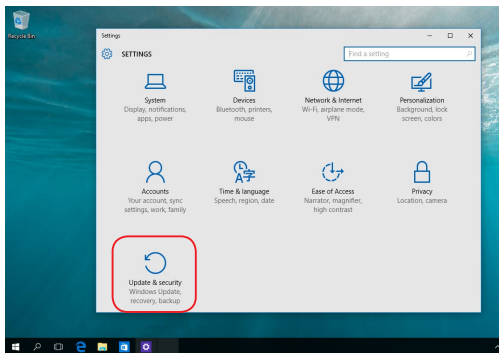 Recycle Bin
Settings
SETTINGS
Find a setting
System
Display, notifications,
apps, power
Devices
Bluetooth, printers,
mouse
Network & Internet
Wi-Fi, airplane mode,
VPN
Personalization
Background, lock
screen, colors
Accounts
Your account, sync
settings, work, family
Time & language
Speech, region, date
Ease of Access
Narrator, magnifier,
high contrast
Privacy
Location, camera
Update & security
Windows Update,
recovery, backup